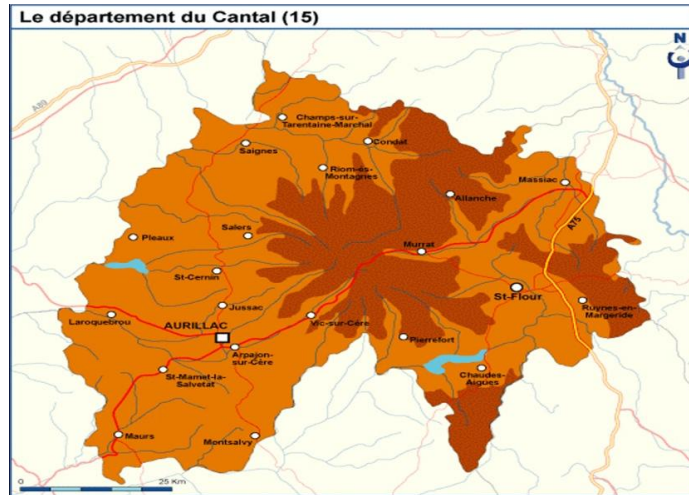 Le département du Cantal (15)
N
A89
Champs-sur-
Tarentaine-Marchal
Condat
Saignes
Riom-ès-
Montagnes
Massiac
Allanche
A75
Pleaux
Salers
Murrat
St-Cernin
St-Flour
Jussac
Ruynes-en-
Margeride
Laroquebrou
AURILLAC
Vic-sur-Cère
Pierrefort
Arpajon-
sur-Cère
St-Mamet-la-
Salvetat
Chaudes-
Aigues
Maurs
Montsalvy
0
25 Km